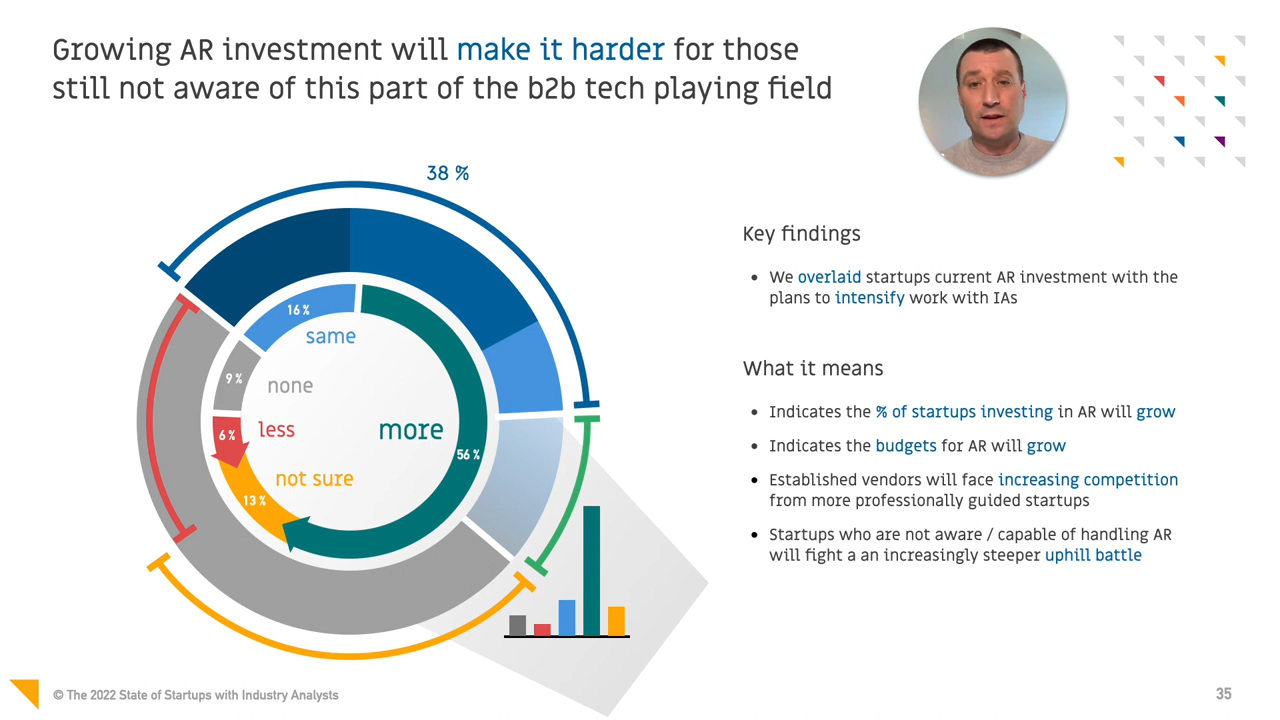 Growing AR investment will make it harder for those
still not aware of this part of the b2b tech playing field
38 %
16 %
same
9 %
none
6 %
less
more
56 %
not sure
13 %
Key findings
• We overlaid startups current AR investment with the
plans to intensify work with IAs
What it means
• Indicates the % of startups investing in AR will grow
• Indicates the budgets for AR will grow
• Established vendors will face increasing competition
from more professionally guided startups
• Startups who are not aware / capable of handling AR
will fight a an increasingly steeper uphill battle
© The 2022 State of Startups with Industry Analysts
35